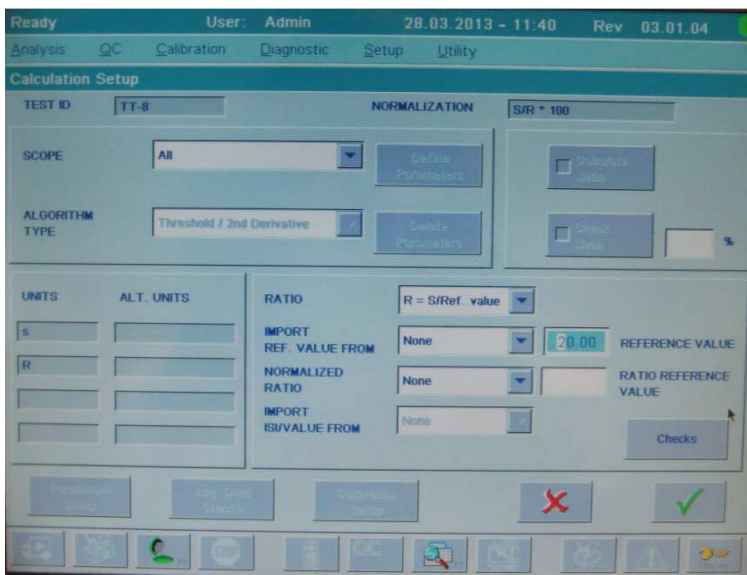 Ready User: Admin 28.03.2013 - 11:40 Rev 03.01.04
Analysis QC Calibration Diagnostic Setup Utility
Calculation Setup
TEST ID TT-8 NORMALIZATION S/R * 100
SCOPE All Define Parameters Calculate
ALGORITHM TYPE Threshold / 2nd Derivative Delete Parameters Check %
UNITS ALT. UNITS RATIO R = S/Ref. value
s IMPORT REF. VALUE FROM None 20.00 REFERENCE VALUE
R NORMALIZED RATIO None RATIO REFERENCE VALUE
IMPORT ISI/VALUE FROM None
Checks